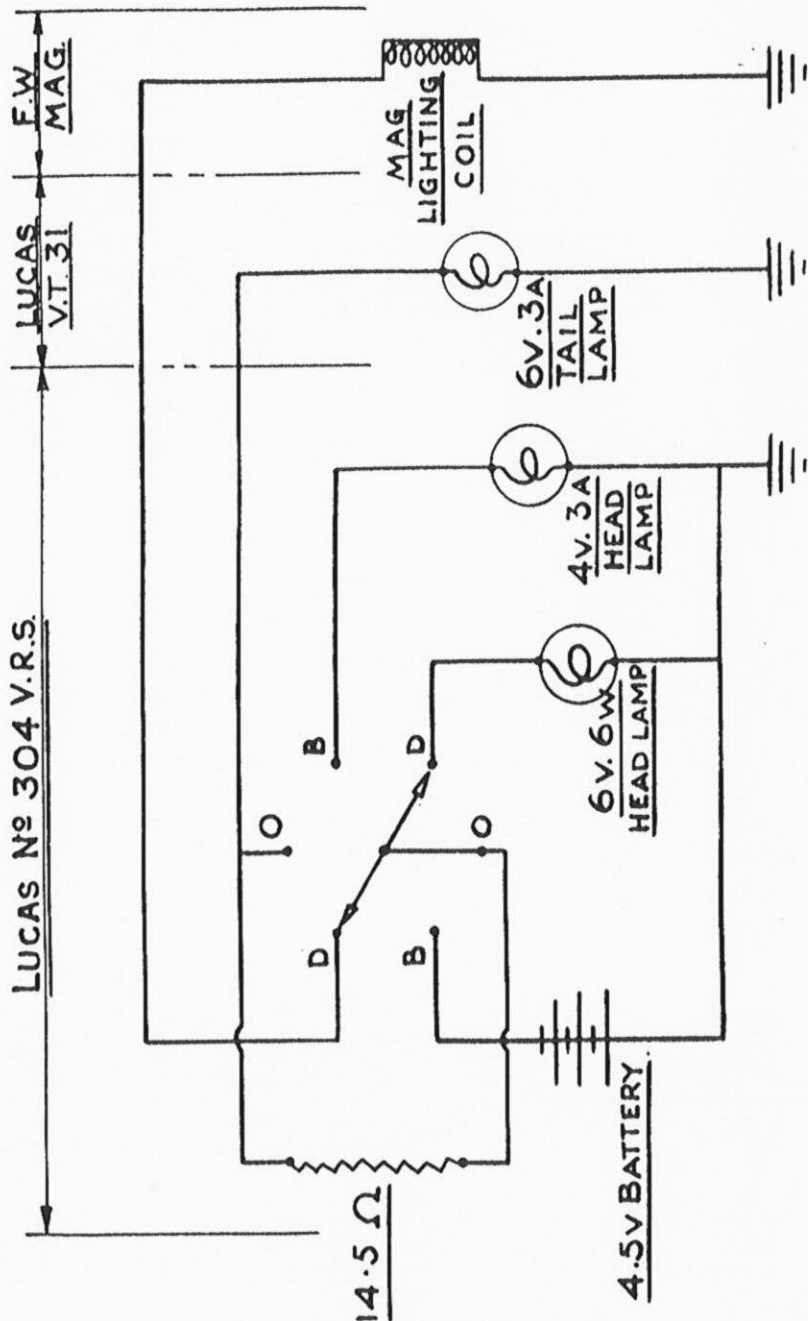 LUCAS Nº 304 V.R.S.
LUCAS
V.T. 31
F.W
MAG.
MAG
LIGHTING
COIL
6V. 3A
TAIL
LAMP
4V. 3A
HEAD
LAMP
6V. 6W
HEAD LAMP
O
B
D
D
B
O
14.5 Ω
4.5V BATTERY